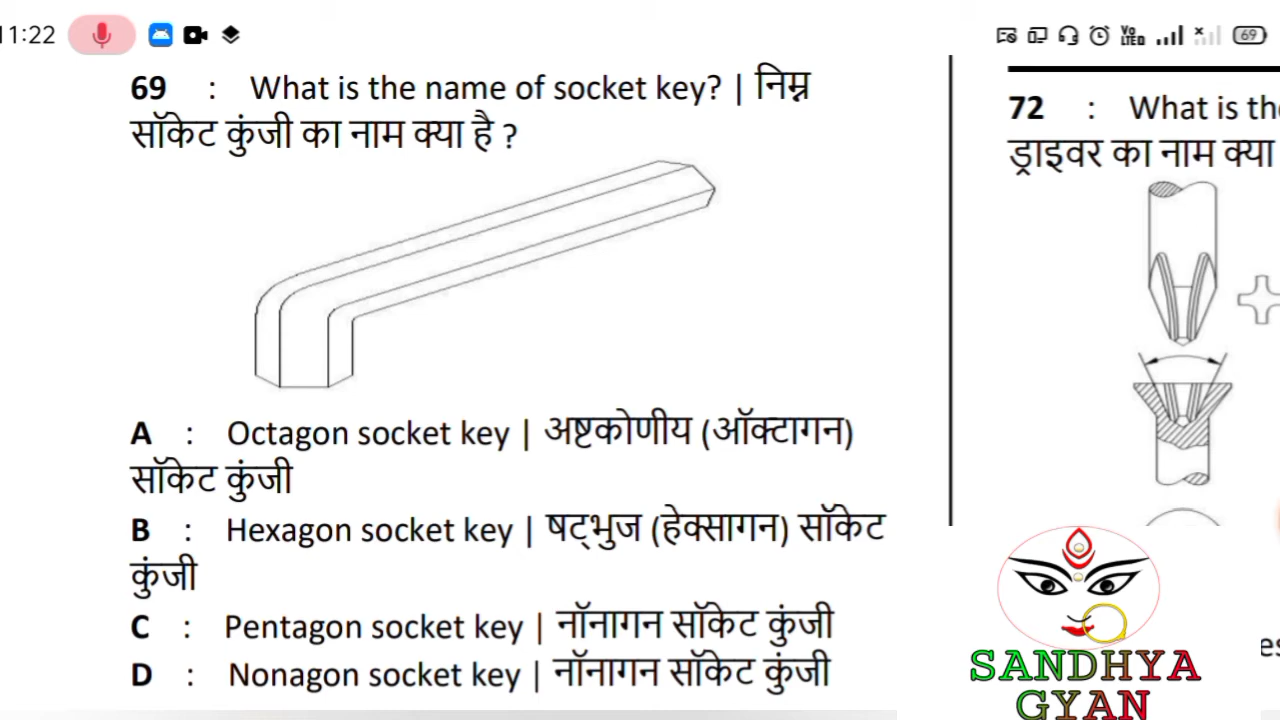 11:22
69
69 : What is the name of socket key? | निम्न
सॉकेट कुंजी का नाम क्या है ?
A : Octagon socket key | अष्टकोणीय (ऑक्टागन)
सॉकेट कुंजी
B : Hexagon socket key | षट्भुज (हेक्सागन) सॉकेट
कुंजी
C : Pentagon socket key | नॉनागन सॉकेट कुंजी
D : Nonagon socket key | नॉनागन सॉकेट कुंजी
72 : What is the
ड्राइवर का नाम क्या
SANDHYA
GYAN